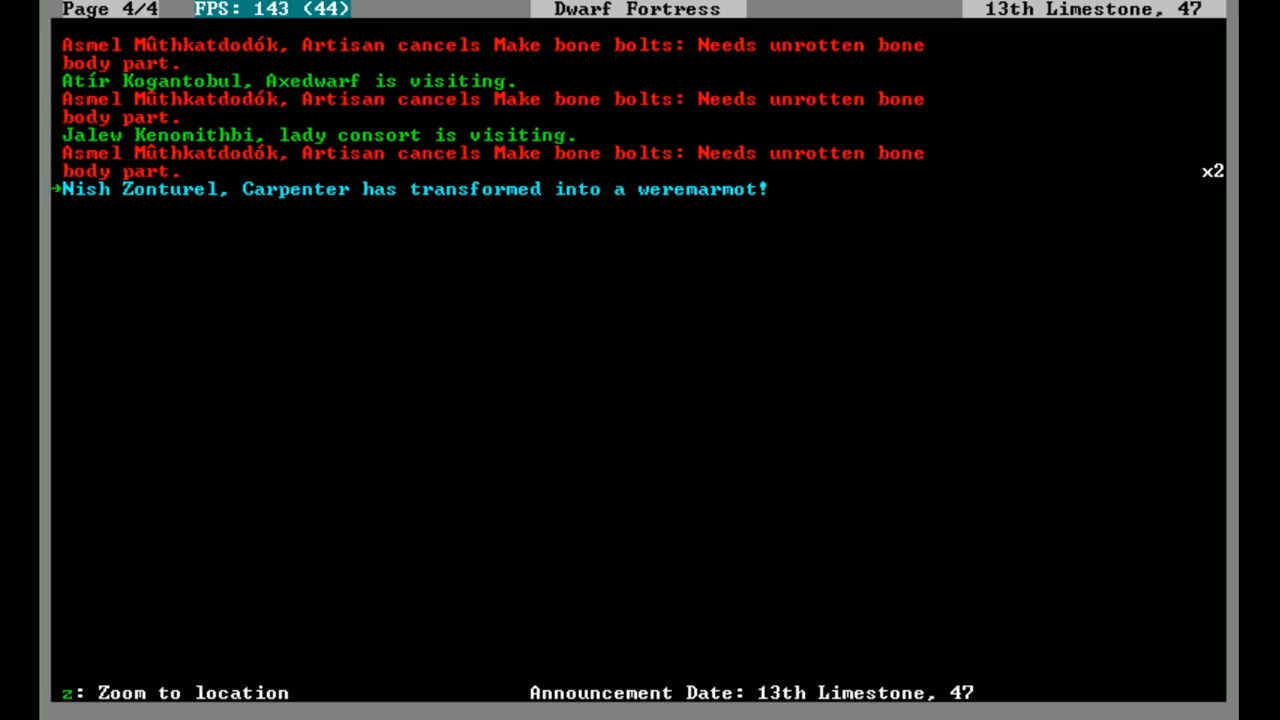 Page 4/4 FPS: 143 (44) Dwarf Fortress 13th Limestone, 47
Asmel Mûthkatdodók, Artisan cancels Make bone bolts: Needs unrotten bone
body part.
Atír Kogantobul, Axedwarf is visiting.
Asmel Mûthkatdodók, Artisan cancels Make bone bolts: Needs unrotten bone
body part.
Jalew Kenomithbi, lady consort is visiting.
Asmel Mûthkatdodók, Artisan cancels Make bone bolts: Needs unrotten bone
body part. x2
→Nish Zonturel, Carpenter has transformed into a weremarmot!
z: Zoom to location Announcement Date: 13th Limestone, 47